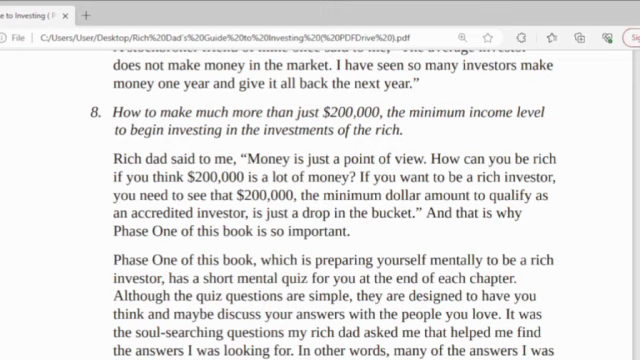 e to Investing ( P
File
C:/Users/User/Desktop/Rich%20Dad's%20Guide%20to%20Investing%20(%20PDFDrive%20).pdf
does not make money in the market. I have seen so many investors make
money one year and give it all back the next year.”
8. How to make much more than just $200,000, the minimum income level
to begin investing in the investments of the rich.
Rich dad said to me, “Money is just a point of view. How can you be rich
if you think $200,000 is a lot of money? If you want to be a rich investor,
you need to see that $200,000, the minimum dollar amount to qualify as
an accredited investor, is just a drop in the bucket.” And that is why
Phase One of this book is so important.
Phase One of this book, which is preparing yourself mentally to be a rich
investor, has a short mental quiz for you at the end of each chapter.
Although the quiz questions are simple, they are designed to have you
think and maybe discuss your answers with the people you love. It was
the soul-searching questions my rich dad asked me that helped me find
the answers I was looking for. In other words, many of the answers I was